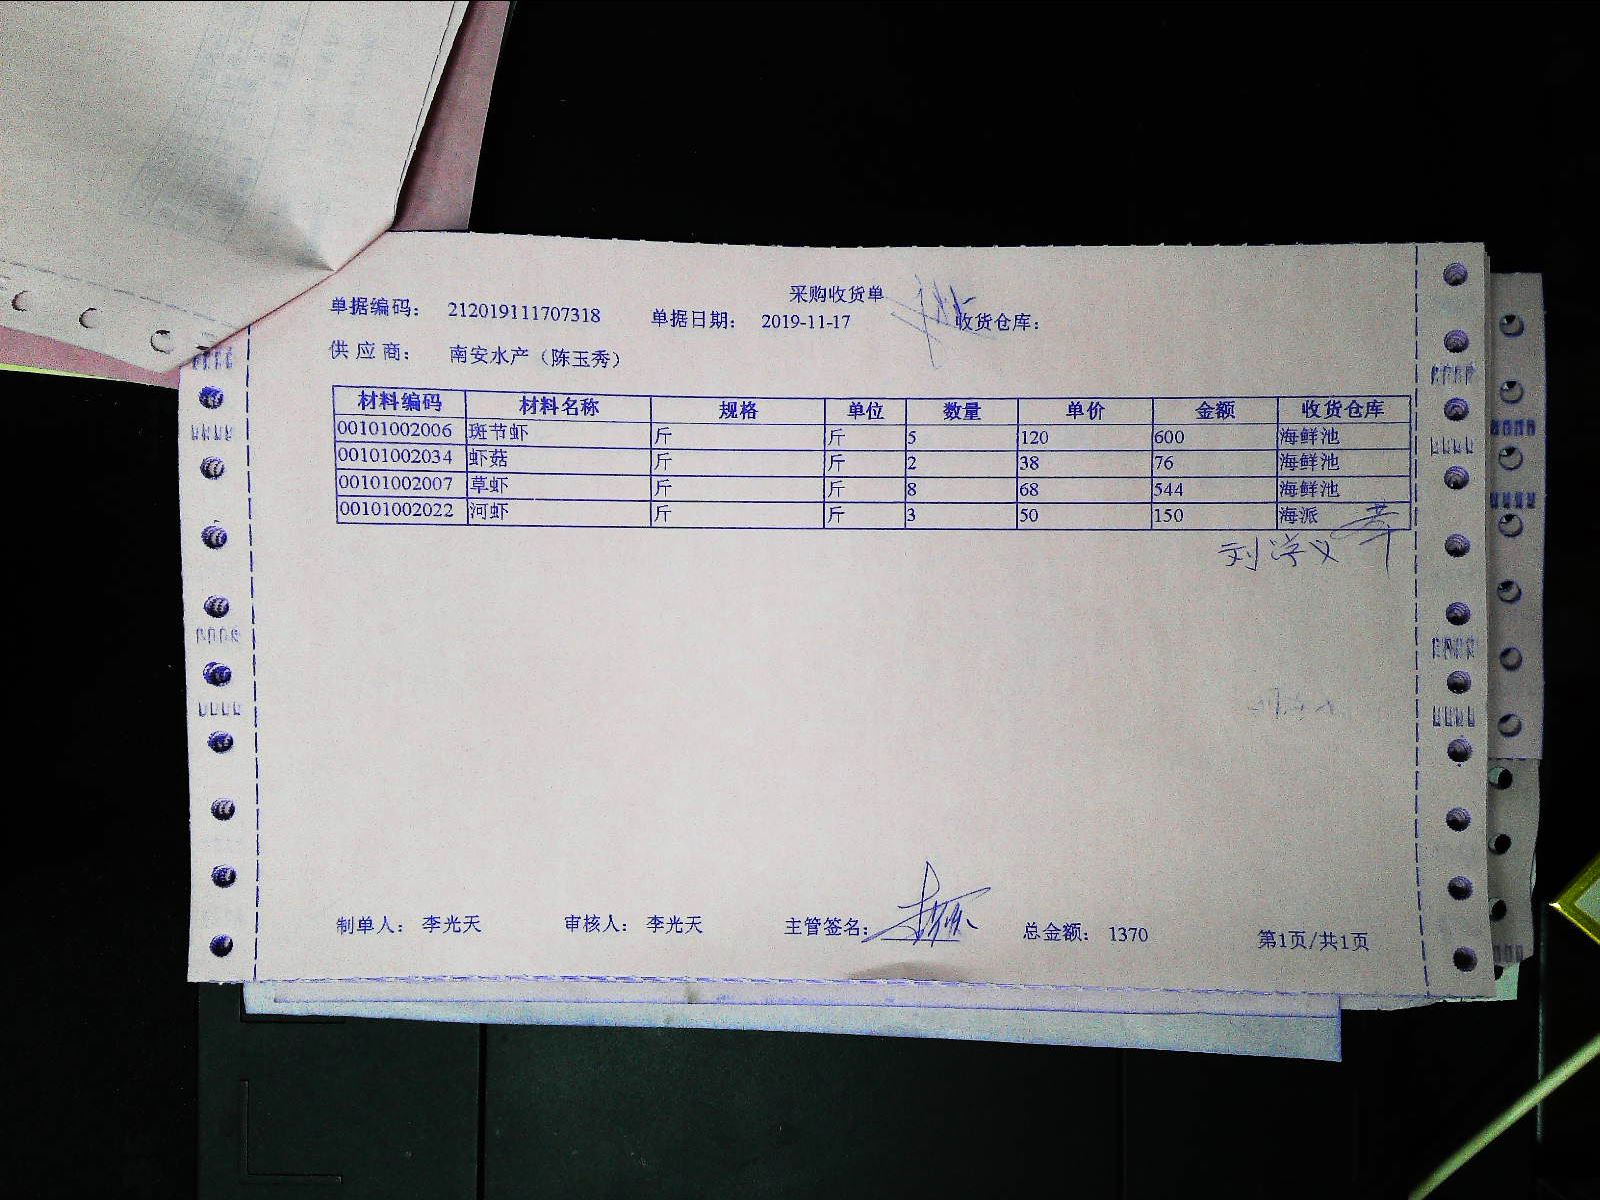 采购收货单
单据编码： 212019111707318 单据日期： 2019-11-17 收货仓库：
供应商： 南安水产（陈玉秀）
材料编码 材料名称 规格 单位 数量 单价 金额 收货仓库
00101002006 斑节虾 斤 斤 5 120 600 海鲜池
00101002034 虾菇 斤 斤 2 38 76 海鲜池
00101002007 草虾 斤 斤 8 68 544 海鲜池
00101002022 河虾 斤 斤 3 50 150 海派
刘学义
制单人： 李光天 审核人： 李光天 主管签名： 总金额： 1370 第1页/共1页